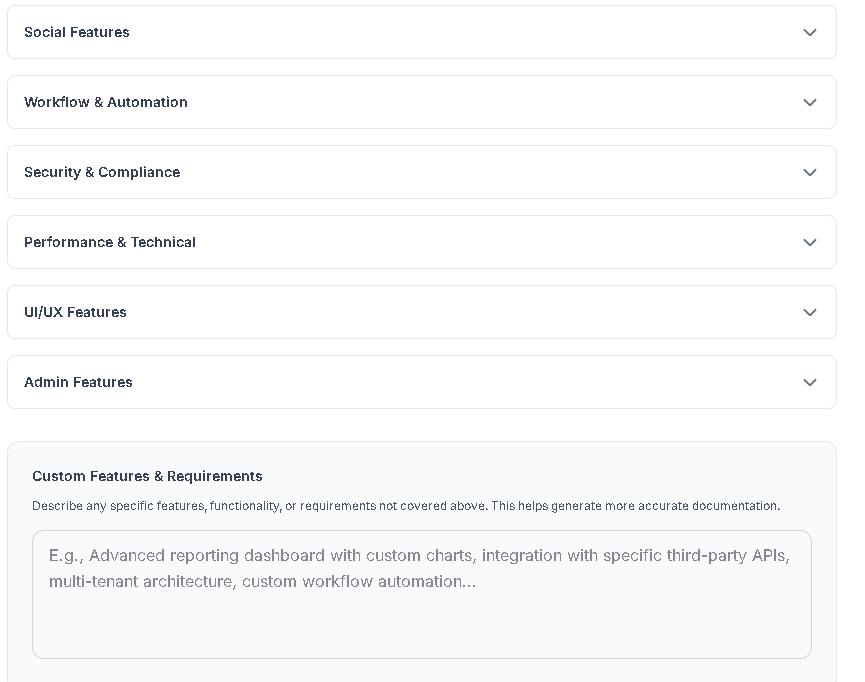 Social Features
Workflow & Automation
Security & Compliance
Performance & Technical
UI/UX Features
Admin Features
Custom Features & Requirements
Describe any specific features, functionality, or requirements not covered above. This helps generate more accurate documentation.
E.g., Advanced reporting dashboard with custom charts, integration with specific third-party APIs,
multi-tenant architecture, custom workflow automation...